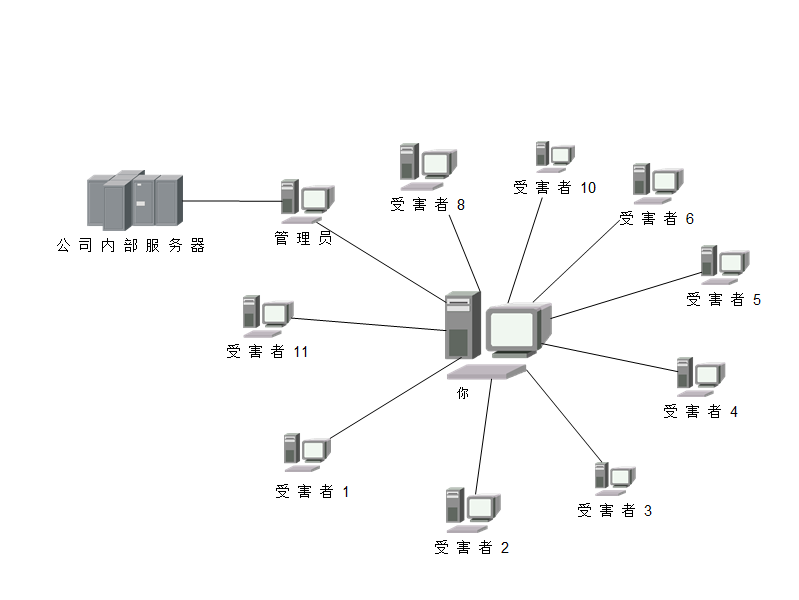 受害者 8
受害者 10
受害者 6
公司内部服务器
管理员
受害者 5
受害者 11
你
受害者 4
受害者 1
受害者 3
受害者 2